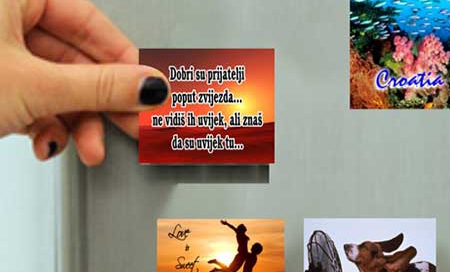 Dobri su prijatelji
poput zvijezda...
ne vidiš ih uvijek, ali znaš
da su uvijek tu...
Croatia
Love
is
Sweet